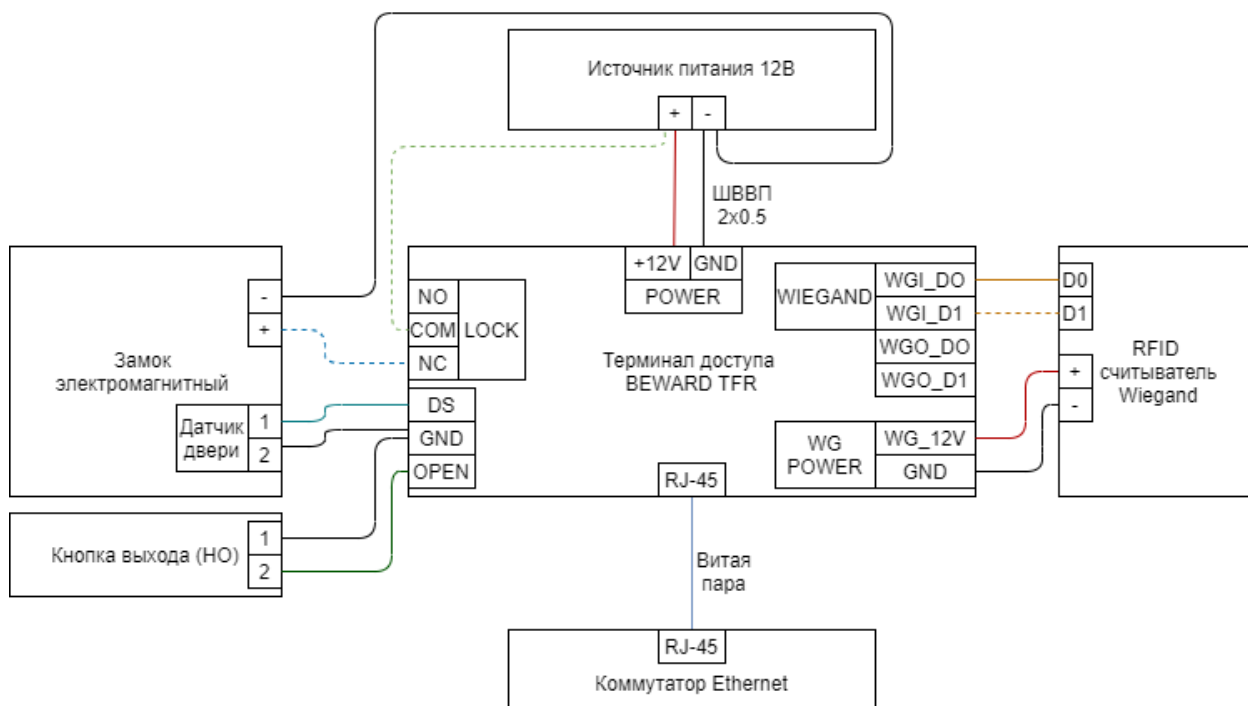 Источник питания 12В
+
-
ШВВП
2x0.5
Замок
электромагнитный
-
+
Датчик
двери
1
2
Кнопка выхода (НО)
1
2
+12V
GND
POWER
NO
COM
NC
LOCK
DS
GND
OPEN
Терминал доступа
BEWARD TFR
WIEGAND
WGI_DO
WGI_D1
WGO_DO
WGO_D1
WG
POWER
WG_12V
GND
RJ-45
D0
D1
+
-
RFID
считыватель
Wiegand
Витая
пара
RJ-45
Коммутатор Ethernet